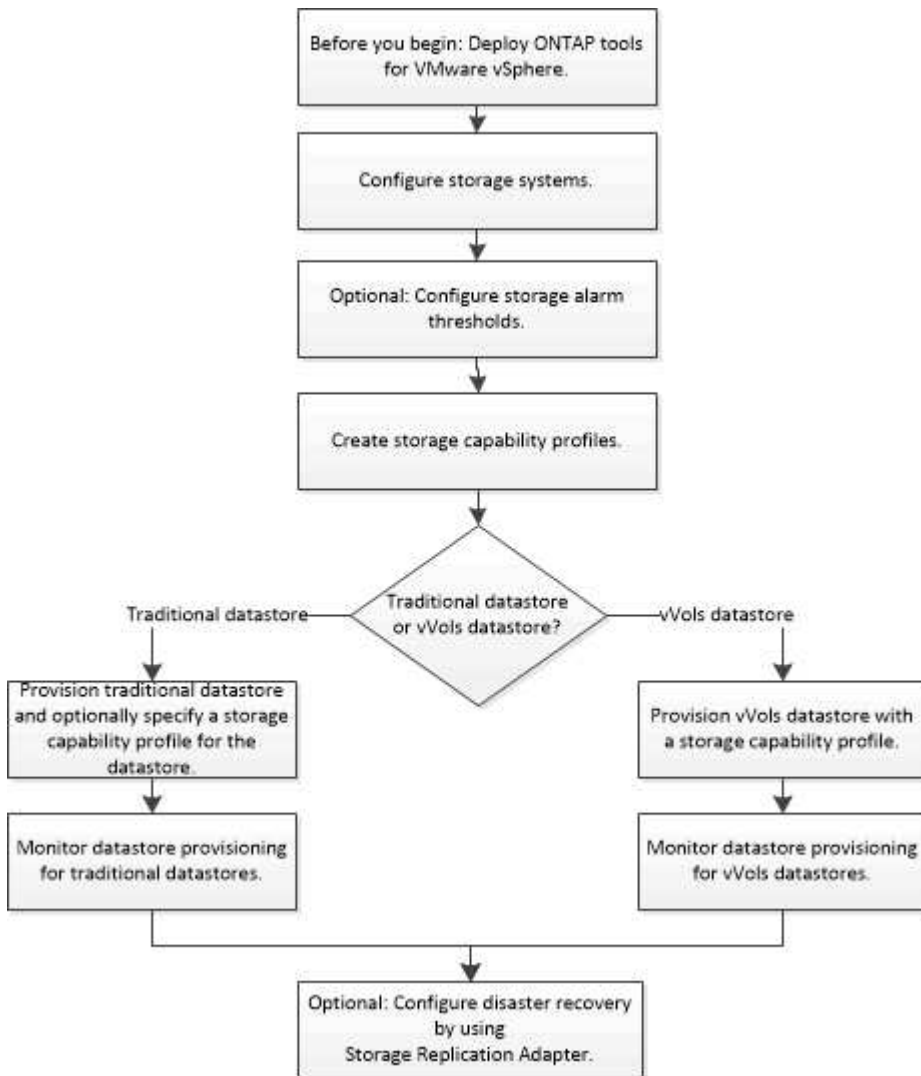 Before you begin: Deploy ONTAP tools
for VMware vSphere.
Configure storage systems.
Optional: Configure storage alarm
thresholds.
Create storage capability profiles.
Traditional datastore
or vVols datastore?
Traditional datastore
vVols datastore
Provision traditional datastore
and optionally specify a storage
capability profile for the
datastore.
Provision vVols datastore with
a storage capability profile.
Monitor datastore provisioning
for traditional datastores.
Monitor datastore provisioning
for vVols datastores.
Optional: Configure disaster recovery
by using
Storage Replication Adapter.